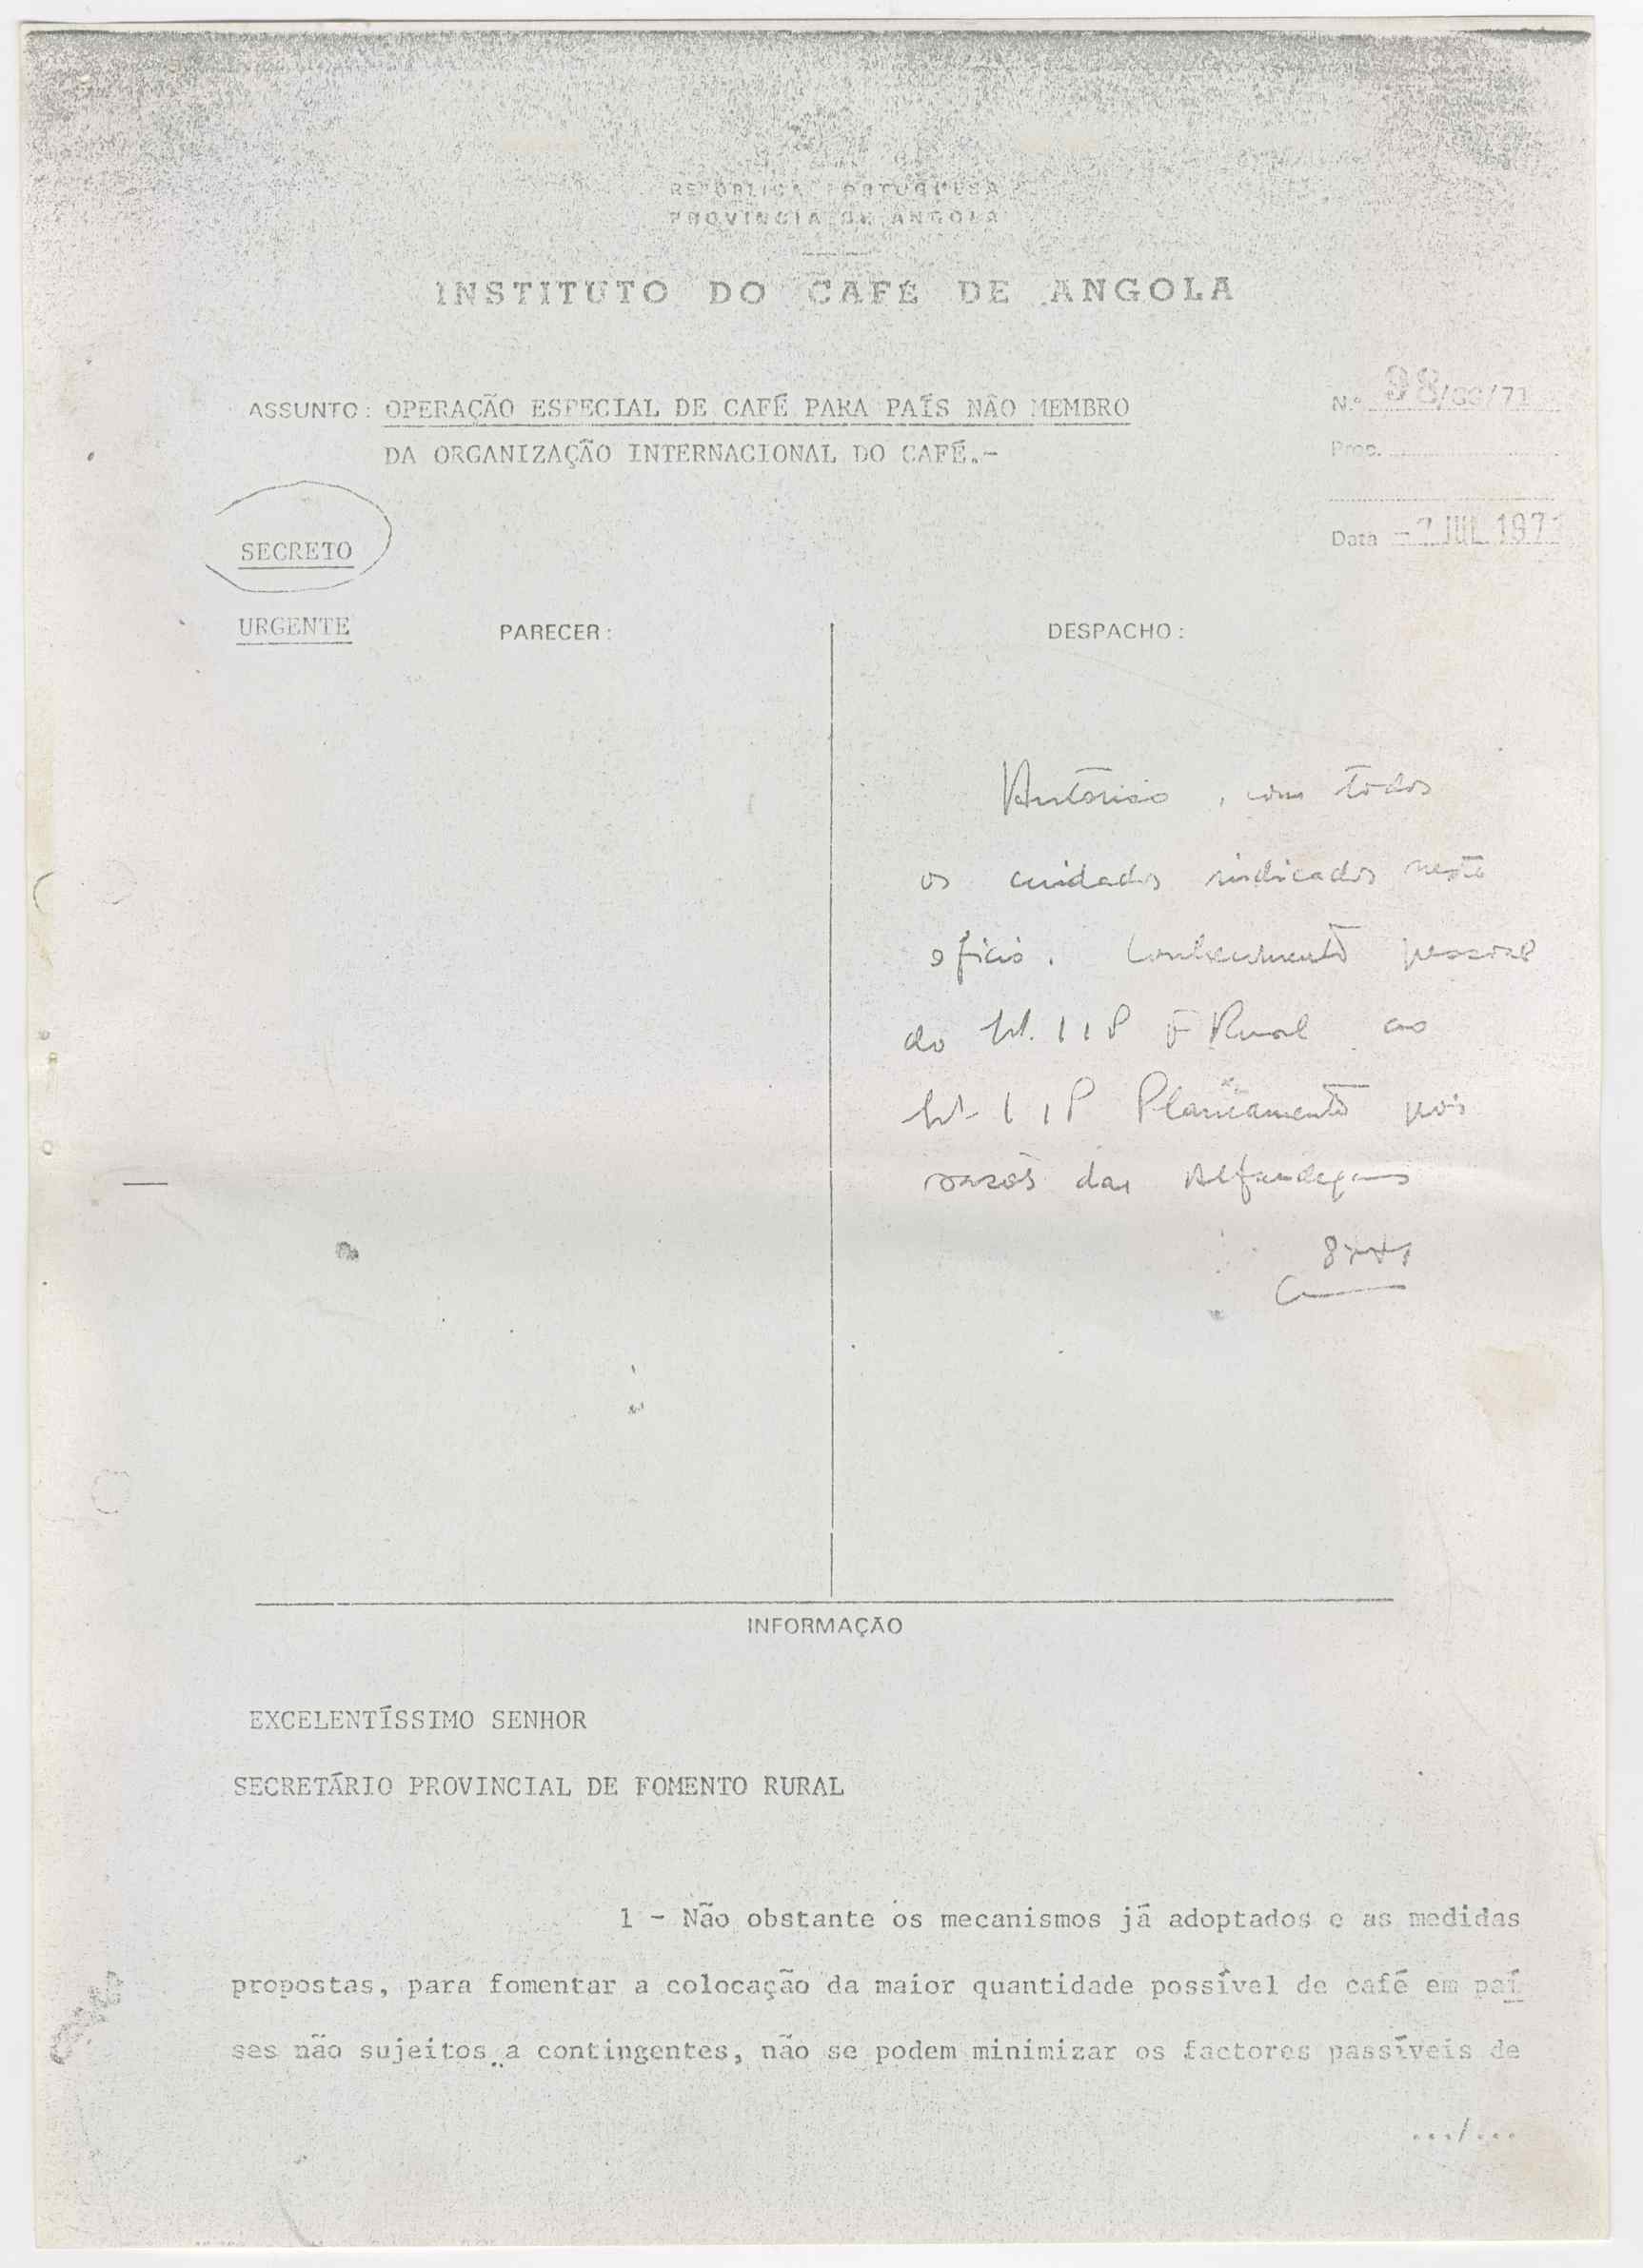 REPÚBLICA PORTUGUESA
PROVÍNCIA DE ANGOLA
INSTITUTO DO CAFÉ DE ANGOLA
ASSUNTO: OPERAÇÃO ESPECIAL DE CAFÉ PARA PAÍS NÃO MEMBRO
DA ORGANIZAÇÃO INTERNACIONAL DO CAFÉ.-
N.º 98/GG/71
Proc.
SECRETO
Data -7 JUL. 1971
URGENTE
PARECER:
DESPACHO:
, com todos
os cuidados indicados neste
ofício. Conhecimento pessoal
do F Rural ao
Planeamento por
das Alfandegas
INFORMAÇÃO
EXCELENTÍSSIMO SENHOR
SECRETÁRIO PROVINCIAL DE FOMENTO RURAL
1 - Não obstante os mecanismos já adoptados e as medidas
propostas, para fomentar a colocação da maior quantidade possível de café em paí
ses não sujeitos a contingentes, não se podem minimizar os factores passíveis de
.../...